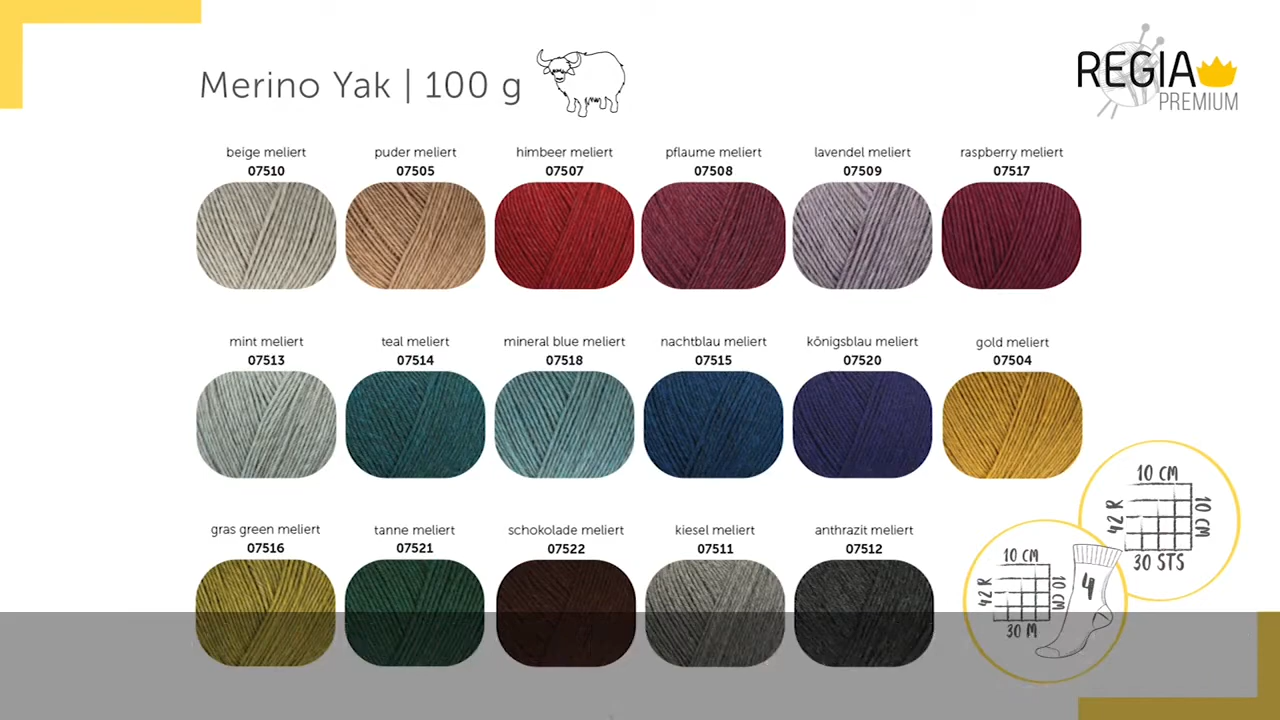 Merino Yak | 100 g
REGIA
PREMIUM
beige meliert
07510
puder meliert
07505
himbeer meliert
07507
pflaume meliert
07508
lavendel meliert
07509
raspberry meliert
07517
mint meliert
07513
teal meliert
07514
mineral blue meliert
07518
nachtblau meliert
07515
königsblau meliert
07520
gold meliert
07504
gras green meliert
07516
tanne meliert
07521
schokolade meliert
07522
kiesel meliert
07511
anthrazit meliert
07512
10 CM
42 R
10 CM
30 STS
10 CM
42 R
10 CM
30 M
4